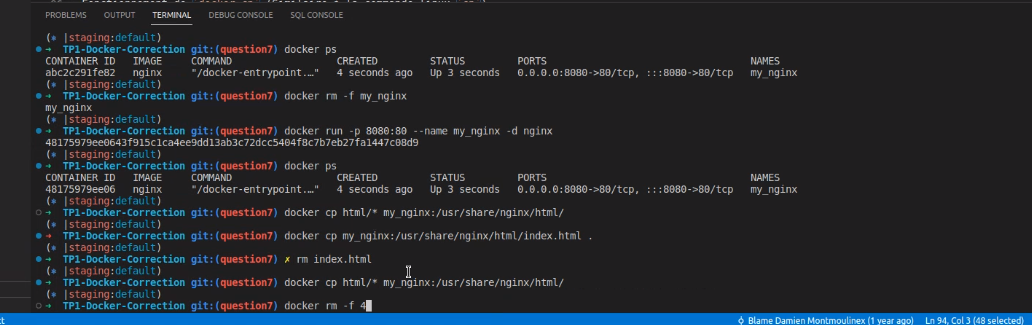 PROBLEMS OUTPUT TERMINAL DEBUG CONSOLE SQL CONSOLE
(⎈ |staging:default)
➜ TP1-Docker-Correction git:(question7) docker ps
CONTAINER ID IMAGE COMMAND CREATED STATUS PORTS NAMES
abc2c291fe82 nginx "/docker-entrypoint.…" 4 seconds ago Up 3 seconds 0.0.0.0:8080->80/tcp, :::8080->80/tcp my_nginx
(⎈ |staging:default)
➜ TP1-Docker-Correction git:(question7) docker rm -f my_nginx
my_nginx
(⎈ |staging:default)
➜ TP1-Docker-Correction git:(question7) docker run -p 8080:80 --name my_nginx -d nginx
48175979ee0643f915c1ca4ee9dd13ab3c72dcc5404f8c7b7eb27fa1447c08d9
(⎈ |staging:default)
➜ TP1-Docker-Correction git:(question7) docker ps
CONTAINER ID IMAGE COMMAND CREATED STATUS PORTS NAMES
48175979ee06 nginx "/docker-entrypoint.…" 4 seconds ago Up 3 seconds 0.0.0.0:8080->80/tcp, :::8080->80/tcp my_nginx
(⎈ |staging:default)
➜ TP1-Docker-Correction git:(question7) docker cp html/* my_nginx:/usr/share/nginx/html/
(⎈ |staging:default)
➜ TP1-Docker-Correction git:(question7) docker cp my_nginx:/usr/share/nginx/html/index.html .
(⎈ |staging:default)
➜ TP1-Docker-Correction git:(question7) ✗ rm index.html
(⎈ |staging:default)
➜ TP1-Docker-Correction git:(question7) docker cp html/* my_nginx:/usr/share/nginx/html/
(⎈ |staging:default)
➜ TP1-Docker-Correction git:(question7) docker rm -f 4
Blame Damien Montmoulinex (1 year ago) Ln 94, Col 3 (48 selected)